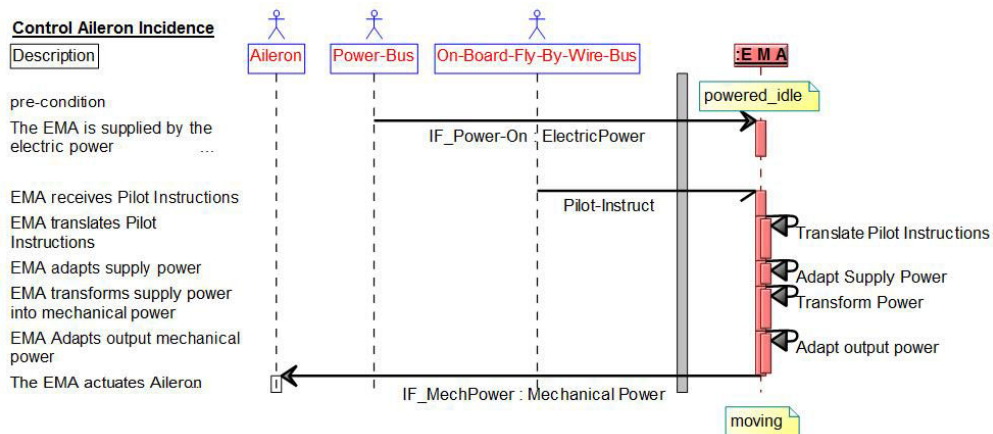 Control Aileron Incidence
Description
Aileron
Power-Bus
On-Board-Fly-By-Wire-Bus
:E M A
pre-condition
powered_idle
The EMA is supplied by the
electric power ...
IF_Power-On : ElectricPower
EMA receives Pilot Instructions
Pilot-Instruct
EMA translates Pilot
Instructions
Translate Pilot Instructions
EMA adapts supply power
Adapt Supply Power
EMA transforms supply power
into mechanical power
Transform Power
EMA Adapts output mechanical
power
Adapt output power
The EMA actuates Aileron
IF_MechPower : Mechanical Power
moving